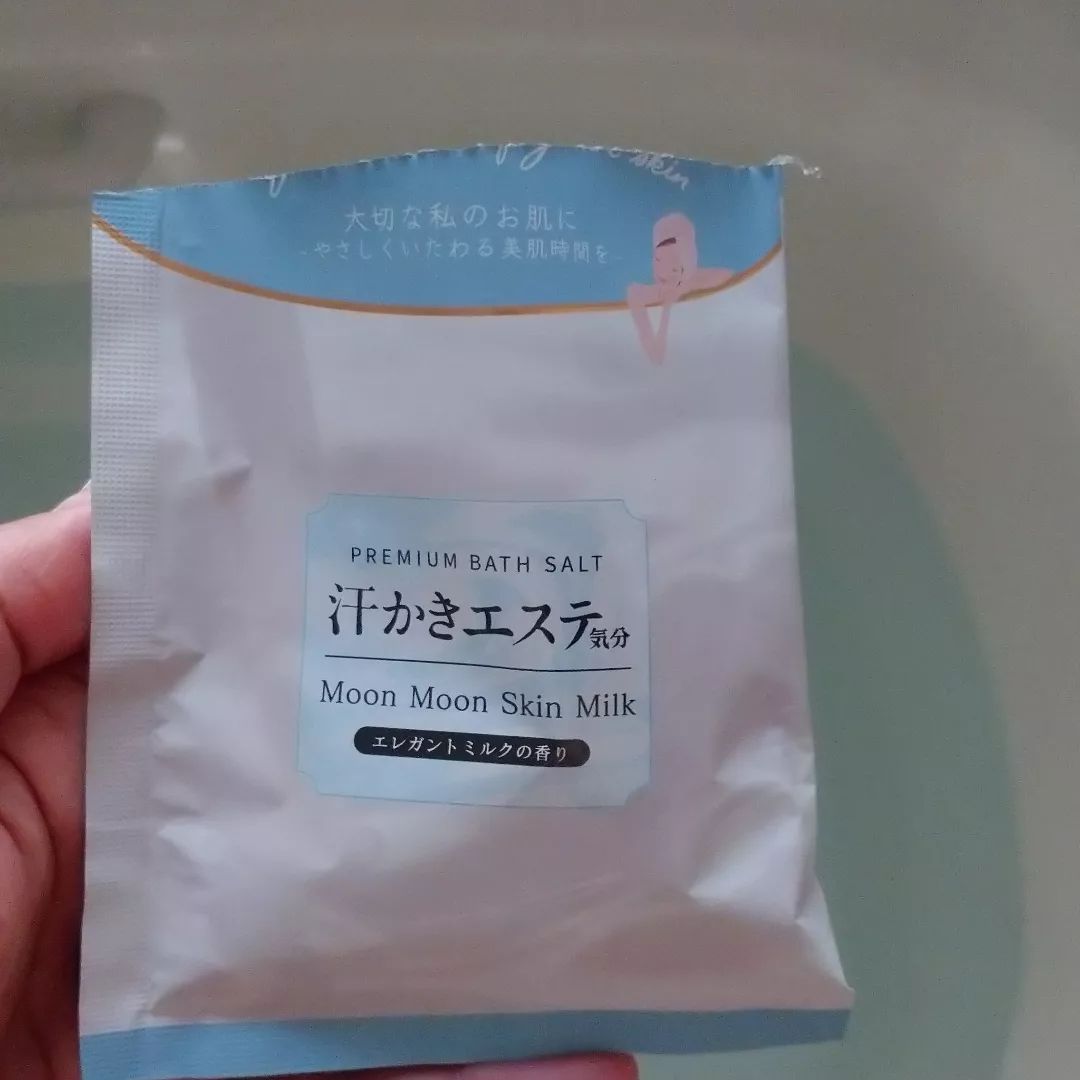 skin
大切な私のお肌に
-やさしくいたわる美肌時間を-
PREMIUM BATH SALT
汗かきエステ気分
Moon Moon Skin Milk
エレガントミルクの香り